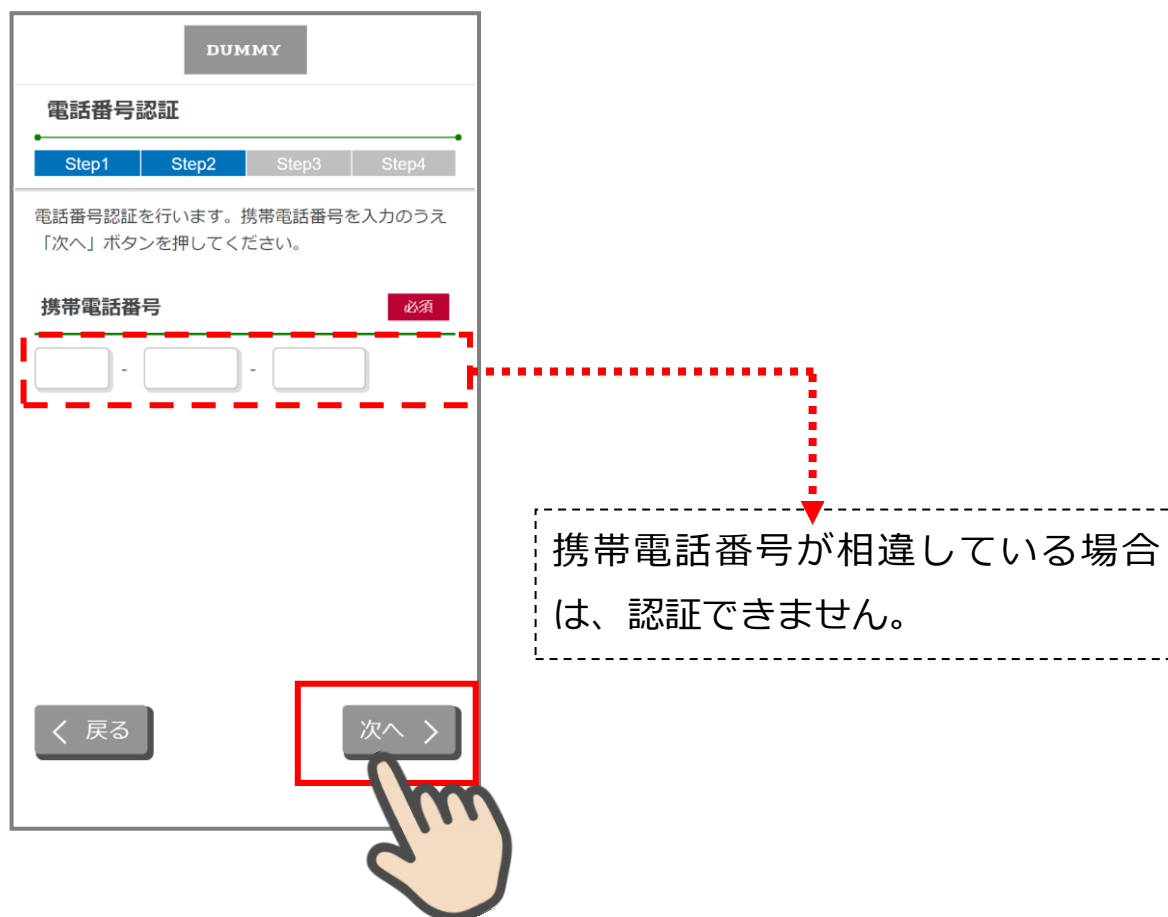 DUMMY
電話番号認証
Step1 Step2 Step3 Step4
電話番号認証を行います。携帯電話番号を入力のうえ
「次へ」ボタンを押してください。
携帯電話番号 必須
- -
携帯電話番号が相違している場合
は、認証できません。
< 戻る 次へ >